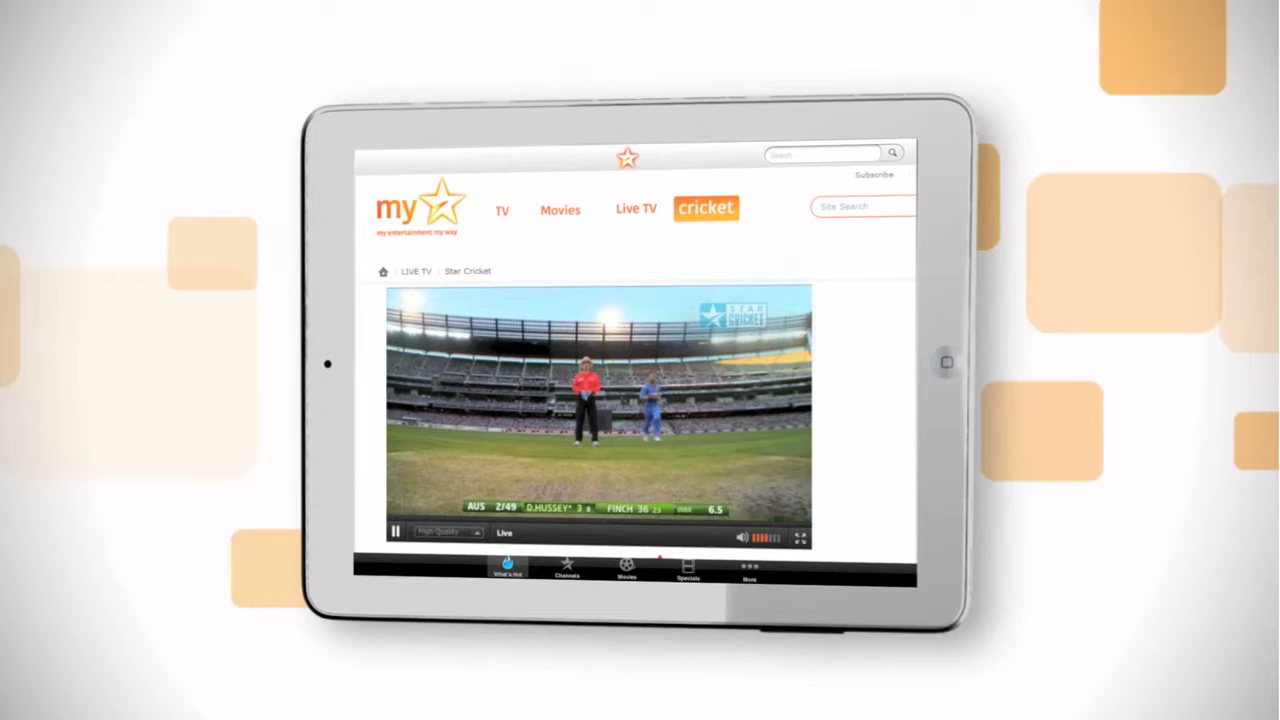 Search
Subscribe
my
my entertainment my way
TV
Movies
Live TV
cricket
Site Search
LIVE TV
Star Cricket
STAR
CRICKET
AUS 2/49 D.HUSSEY* 3 8 FINCH 36 23 OVER 6.5
High Quality
Live
What's Hot
Channels
Movies
Specials
More